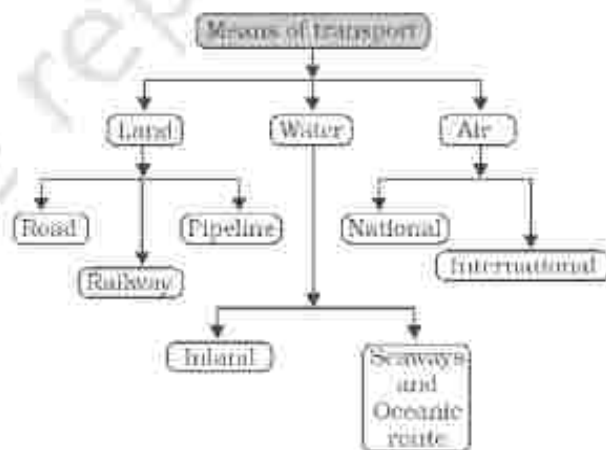 Means of transport
Land
Water
Air
Road
Pipeline
National
Railway
International
Inland
Seaways
and
Oceanic
route